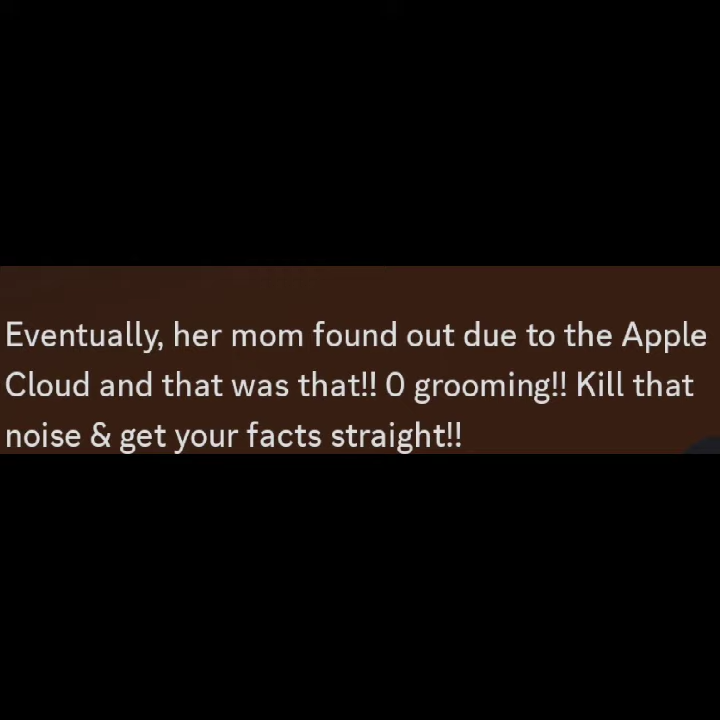 Eventually, her mom found out due to the Apple
Cloud and that was that!! 0 grooming!! Kill that
noise & get your facts straight!!